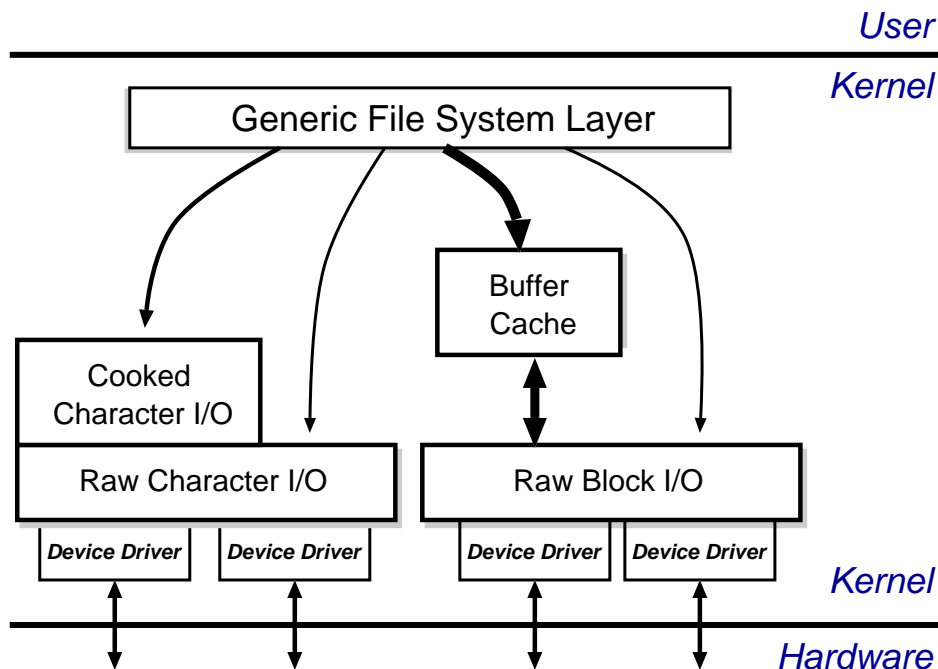 User
Kernel
Generic File System Layer
Buffer
Cache
Cooked
Character I/O
Raw Character I/O
Raw Block I/O
Device Driver
Device Driver
Device Driver
Device Driver
Kernel
Hardware